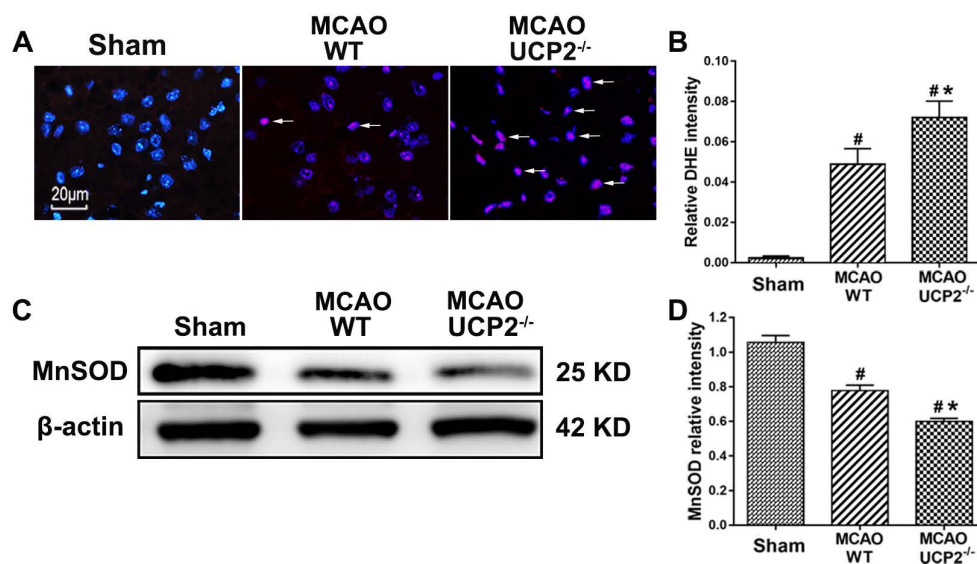 A
Sham
MCAO
WT
MCAO
UCP2-/-
20μm
B
Relative DHE intensity
0.10
0.08
0.06
0.04
0.02
0.00
#
# *
Sham
MCAO
WT
MCAO
UCP2-/-
C
Sham
MCAO
WT
MCAO
UCP2-/-
MnSOD
25 KD
β-actin
42 KD
D
MnSOD relative intensity
1.2
1.0
0.8
0.6
0.4
0.2
0.0
#
# *
Sham
MCAO
WT
MCAO
UCP2-/-